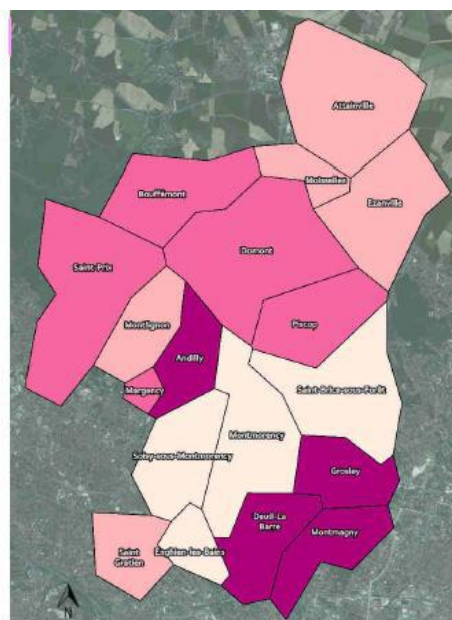 Attainville
Moisselles
Ezanville
Bouffémont
Domont
Saint-Prix
Piscop
Montlignon
Andilly
Margency
Saint-Brice-sous-Forêt
Montmorency
Soisy-sous-Montmorency
Groslay
Deuil-La
Barre
Montmagny
Enghien-les-Bains
Saint
Gratien
N